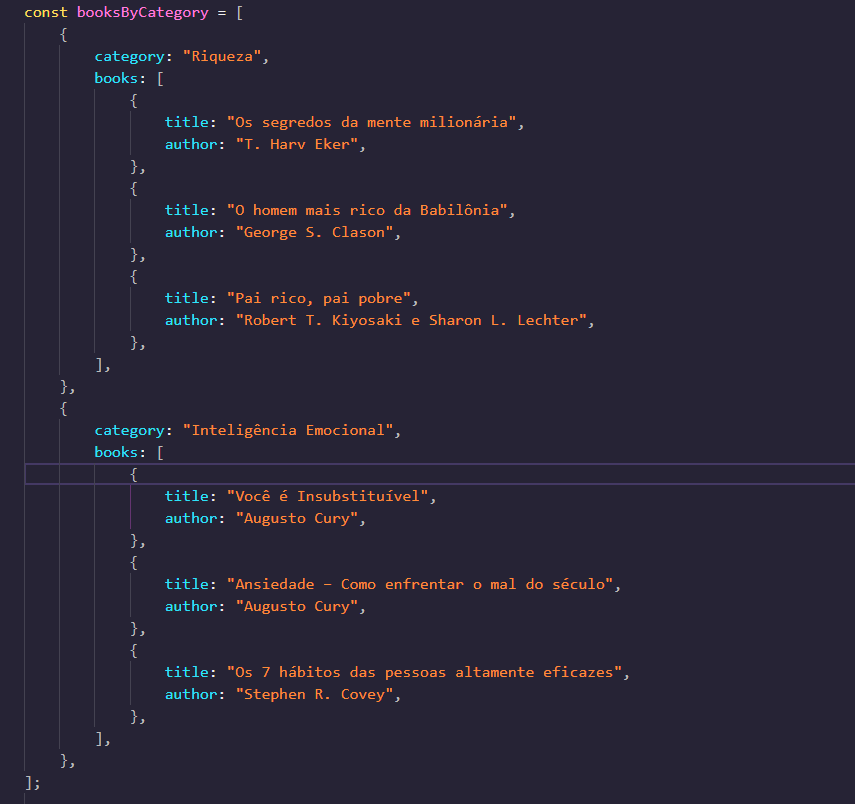 const booksByCategory = [
    {
        category: "Riqueza",
        books: [
            {
                title: "Os segredos da mente milionária",
                author: "T. Harv Eker",
            },
            {
                title: "O homem mais rico da Babilônia",
                author: "George S. Clason",
            },
            {
                title: "Pai rico, pai pobre",
                author: "Robert T. Kiyosaki e Sharon L. Lechter",
            },
        ],
    },
    {
        category: "Inteligência Emocional",
        books: [
            {
                title: "Você é Insubstituível",
                author: "Augusto Cury",
            },
            {
                title: "Ansiedade – Como enfrentar o mal do século",
                author: "Augusto Cury",
            },
            {
                title: "Os 7 hábitos das pessoas altamente eficazes",
                author: "Stephen R. Covey",
            },
        ],
    },
];